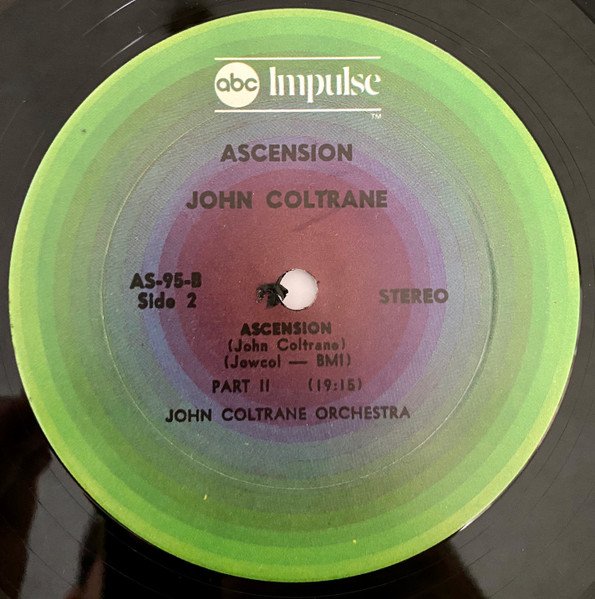 abc Impulse
TM
ASCENSION
JOHN COLTRANE
AS-95-B
Side 2
STEREO
ASCENSION
(John Coltrane)
(Jowcol — BMI)
PART II (19:15)
JOHN COLTRANE ORCHESTRA